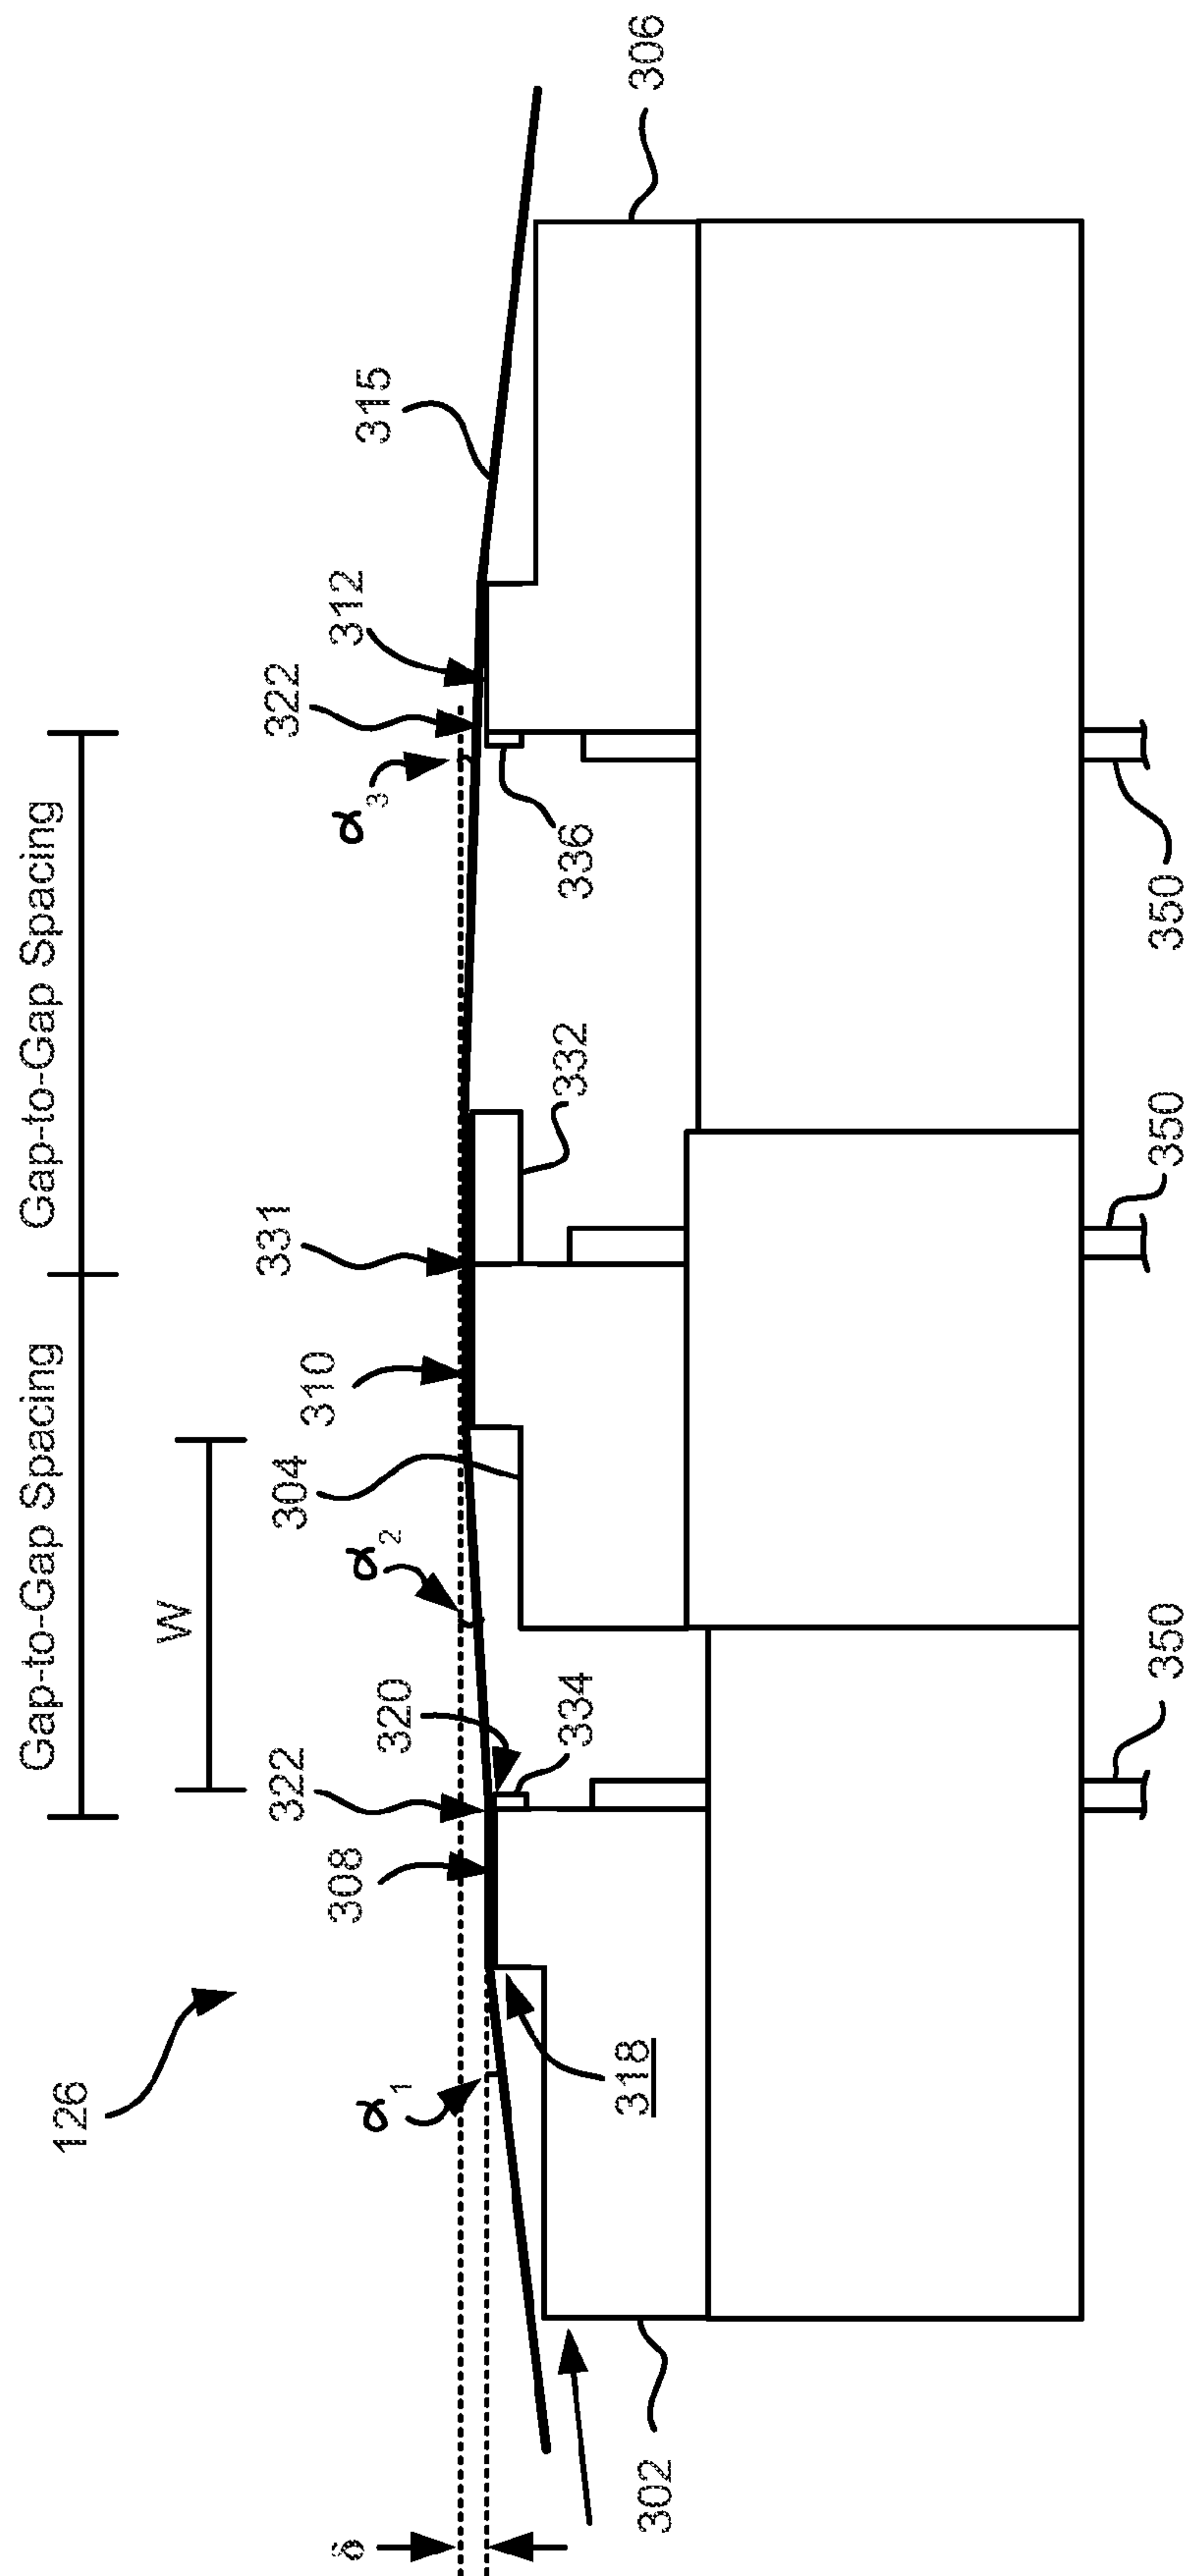 Gap-to-Gap Spacing
Gap-to-Gap Spacing
W
126
δ
α1
308
322
320
334
α2
304
310
331
332
α3
322
312
336
315
306
318
302
350
350
350